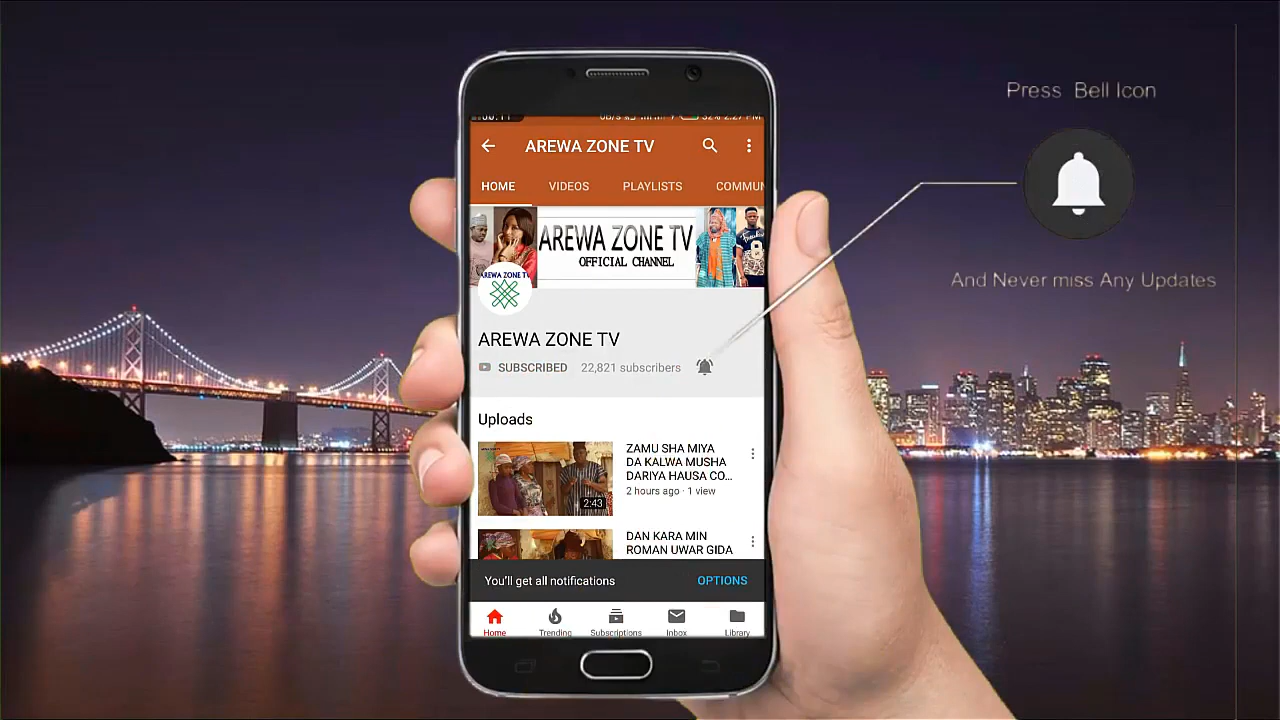 Press Bell Icon
And Never miss Any Updates
2:27 PM
AREWA ZONE TV
HOME VIDEOS PLAYLISTS COMMUN
AREWA ZONE TV
OFFICIAL CHANNEL
AREWA ZONE TV
AREWA ZONE TV
SUBSCRIBED 22,821 subscribers
Uploads
ZAMU SHA MIYA
DA KALWA MUSHA
DARIYA HAUSA CO...
2 hours ago · 1 view
2:43
DAN KARA MIN
ROMAN UWAR GIDA
You'll get all notifications OPTIONS
Home Trending Subscriptions Inbox Library